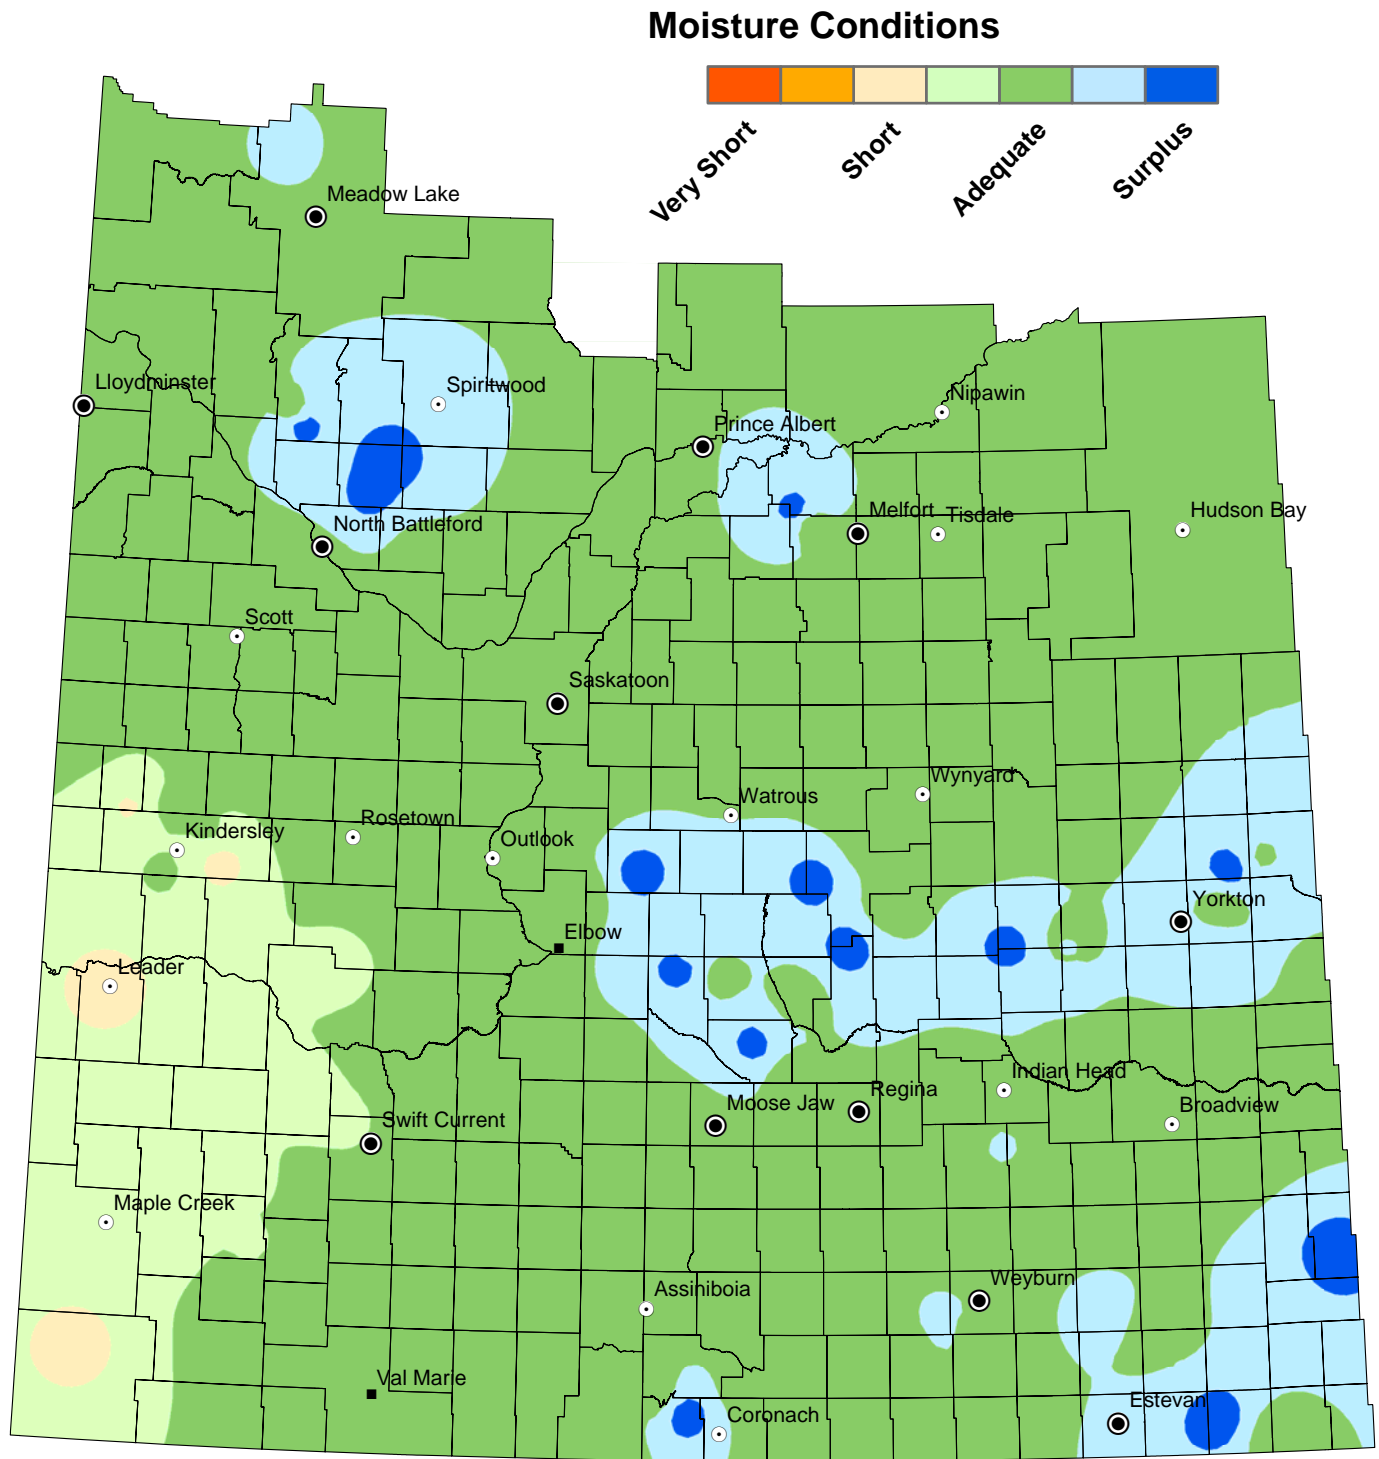 Moisture Conditions
Very Short
Short
Adequate
Surplus
Meadow Lake
Lloydminster
Spiritwood
Nipawin
Prince Albert
North Battleford
Melfort
Tisdale
Hudson Bay
Scott
Saskatoon
Wynyard
Watrous
Kindersley
Rosetown
Outlook
Yorkton
Elbow
Leader
Indian Head
Regina
Moose Jaw
Broadview
Swift Current
Maple Creek
Weyburn
Assiniboia
Val Marie
Estevan
Coronach